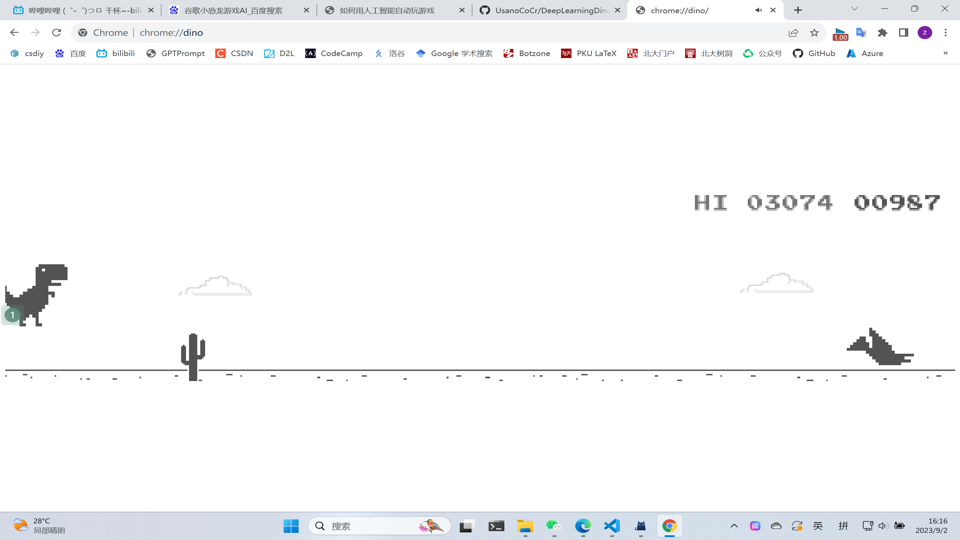 哔哩哔哩 (゜-゜)つロ 干杯~-bili
谷歌小恐龙游戏AI_百度搜索
如何用人工智能自动玩游戏
UsanoCoCr/DeepLearningDino
chrome://dino/
Chrome | chrome://dino
1.00
z
csdiy
百度
bilibili
GPTPrompt
CSDN
D2L
CodeCamp
洛谷
Google 学术搜索
Botzone
PKU LaTeX
北大门户
北大树洞
公众号
GitHub
Azure
»
HI 03074 00987
1
28°C
局部晴朗
搜索
英
拼
16:16
2023/9/2